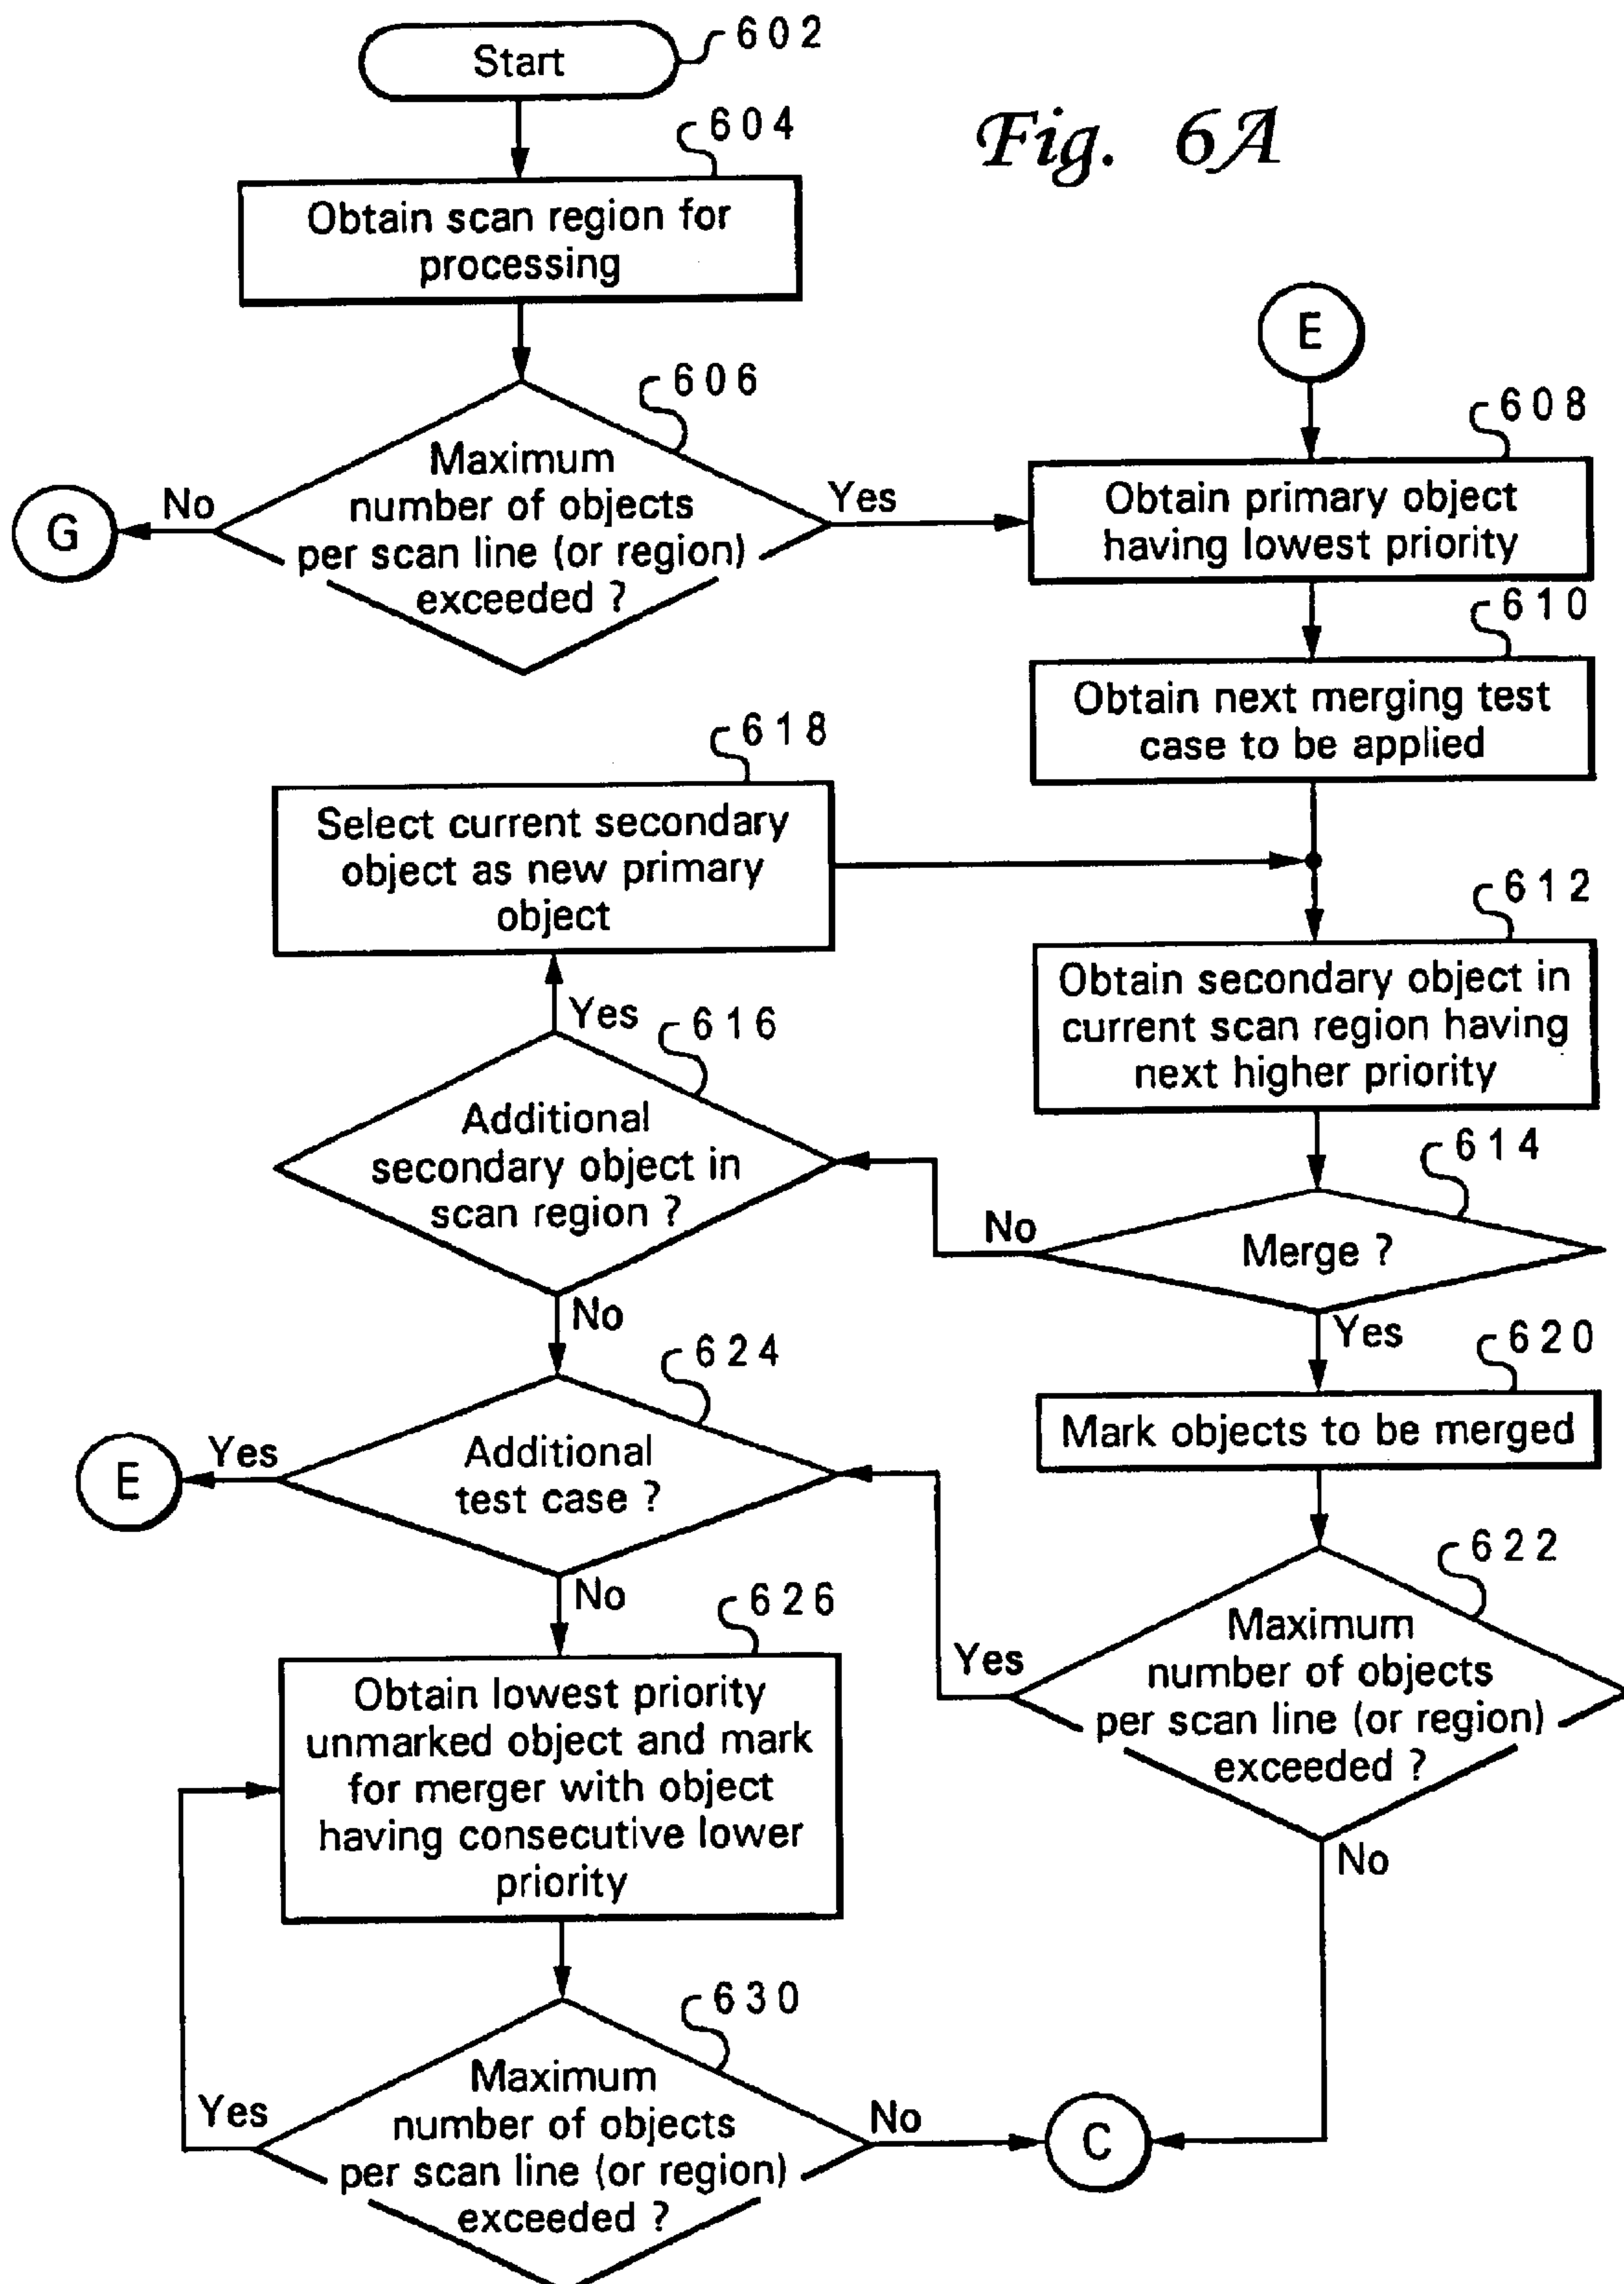 Start
602
Fig. 6A
604
Obtain scan region for
processing
E
606
Maximum
number of objects
per scan line (or region)
exceeded ?
No
G
Yes
608
Obtain primary object
having lowest priority
610
Obtain next merging test
case to be applied
618
Select current secondary
object as new primary
object
612
Obtain secondary object in
current scan region having
next higher priority
Yes
616
Additional
secondary object in
scan region ?
614
Merge ?
No
No
Yes
624
Additional
test case ?
Yes
E
620
Mark objects to be merged
622
Maximum
number of objects
per scan line (or region)
exceeded ?
Yes
No
No
626
Obtain lowest priority
unmarked object and mark
for merger with object
having consecutive lower
priority
630
Maximum
number of objects
per scan line (or region)
exceeded ?
Yes
No
C